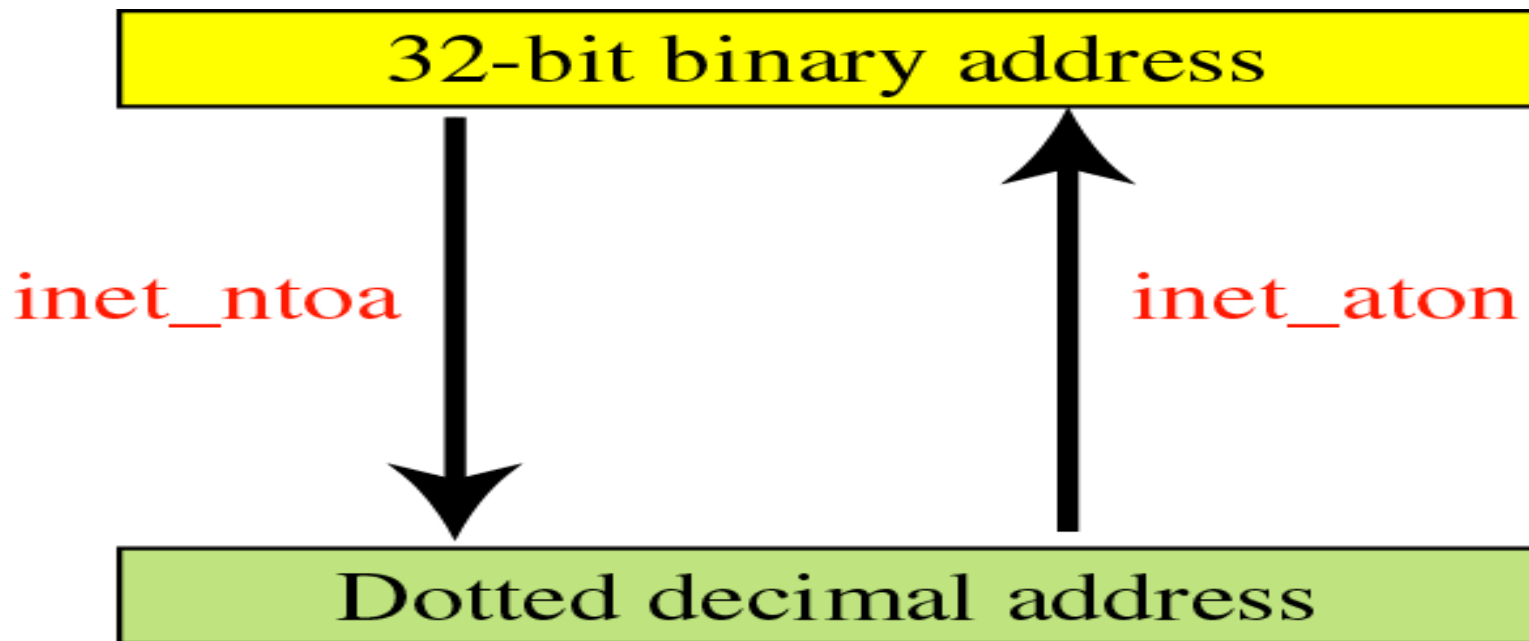 32-bit binary address
inet_ntoa
inet_aton
Dotted decimal address